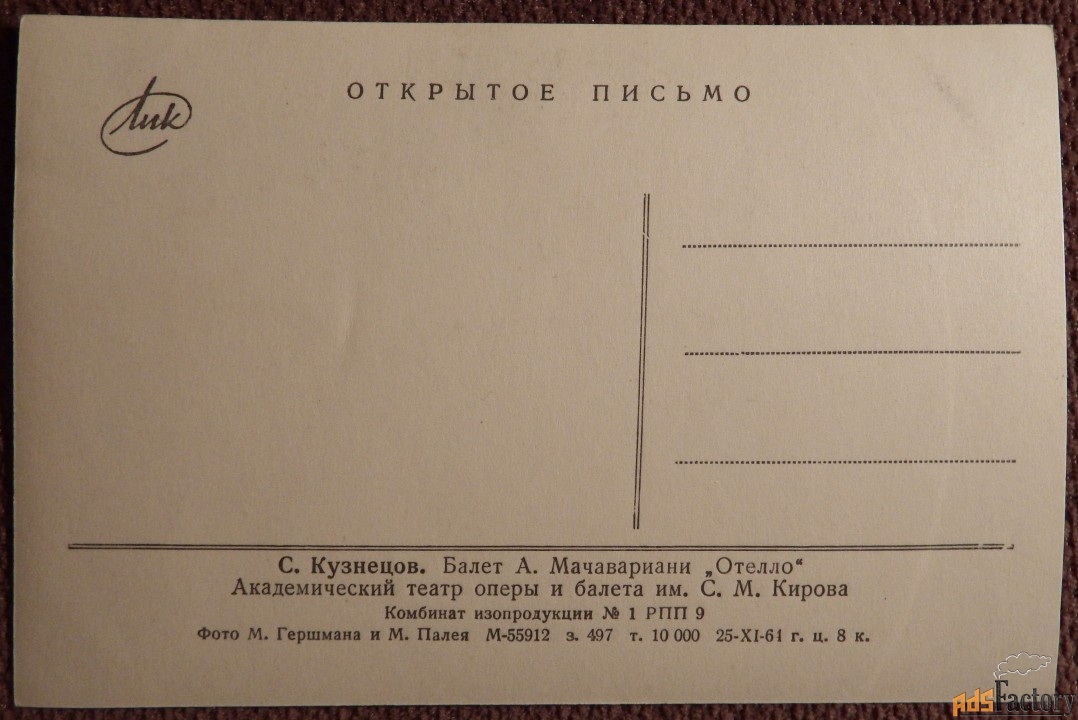 ОТКРЫТОЕ ПИСЬМО
Лик
С. Кузнецов. Балет А. Мачавариани „Отелло“
Академический театр оперы и балета им. С. М. Кирова
Комбинат изопродукции № 1 РПП 9
Фото М. Гершмана и М. Палея М-55912 з. 497 т. 10 000 25-XI-61 г. ц. 8 к.
AdsFactory